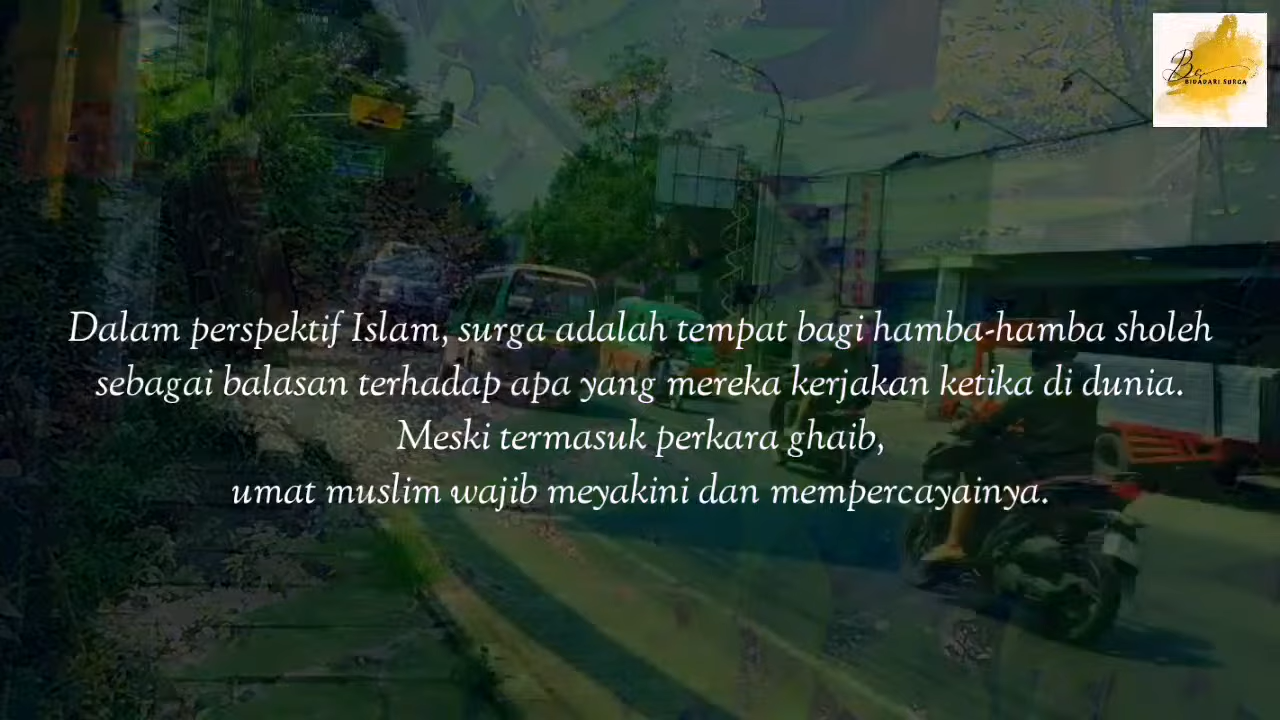 Bs
BIDADARI SURGA
Dalam perspektif Islam, surga adalah tempat bagi hamba-hamba sholeh
sebagai balasan terhadap apa yang mereka kerjakan ketika di dunia.
Meski termasuk perkara ghaib,
umat muslim wajib meyakini dan mempercayainya.